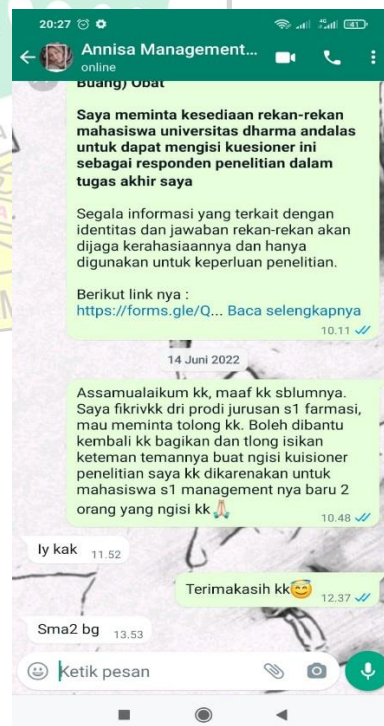 20:27
4G
41
Annisa Management...
online
Buang) Obat
Saya meminta kesediaan rekan-rekan
mahasiswa universitas dharma andalas
untuk dapat mengisi kuesioner ini
sebagai responden penelitian dalam
tugas akhir saya
Segala informasi yang terkait dengan
identitas dan jawaban rekan-rekan akan
dijaga kerahasiaannya dan hanya
digunakan untuk keperluan penelitian.
Berikut link nya :
https://forms.gle/Q... Baca selengkapnya
10.11
14 Juni 2022
Assamualaikum kk, maaf kk sblumnya.
Saya fikrivkk dri prodi jurusan s1 farmasi,
mau meminta tolong kk. Boleh dibantu
kembali kk bagikan dan tlong isikan
keteman temannya buat ngisi kuisioner
penelitian saya kk dikarenakan untuk
mahasiswa s1 management nya baru 2
orang yang ngisi kk🙏🏻
10.48
Iy kak 11.52
Terimakasih kk😇 12.37
Sma2 bg 13.53
Ketik pesan